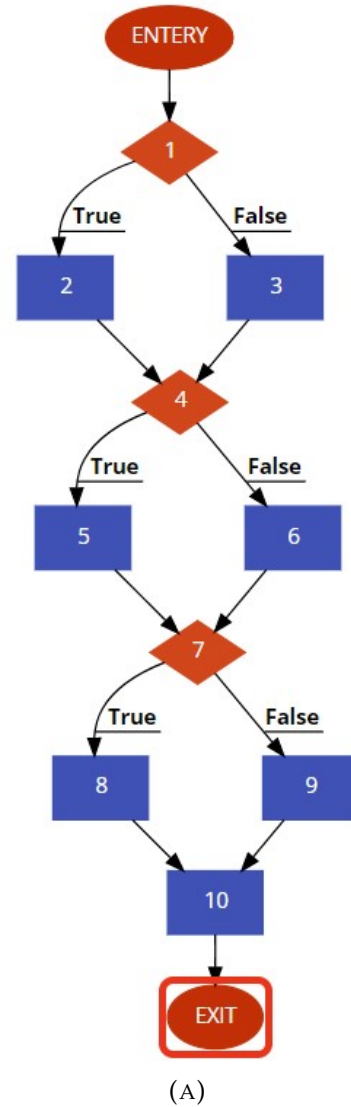 ENTERY
1
True False
2 3
4
True False
5 6
7
True False
8 9
10
EXIT
(A)